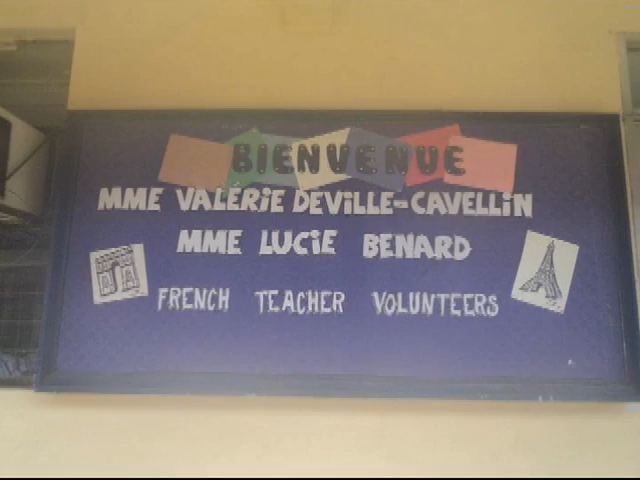 BIENVENUE
MME VALERIE DEVILLE-CAVELLIN
MME LUCIE BENARD
FRENCH TEACHER VOLUNTEERS